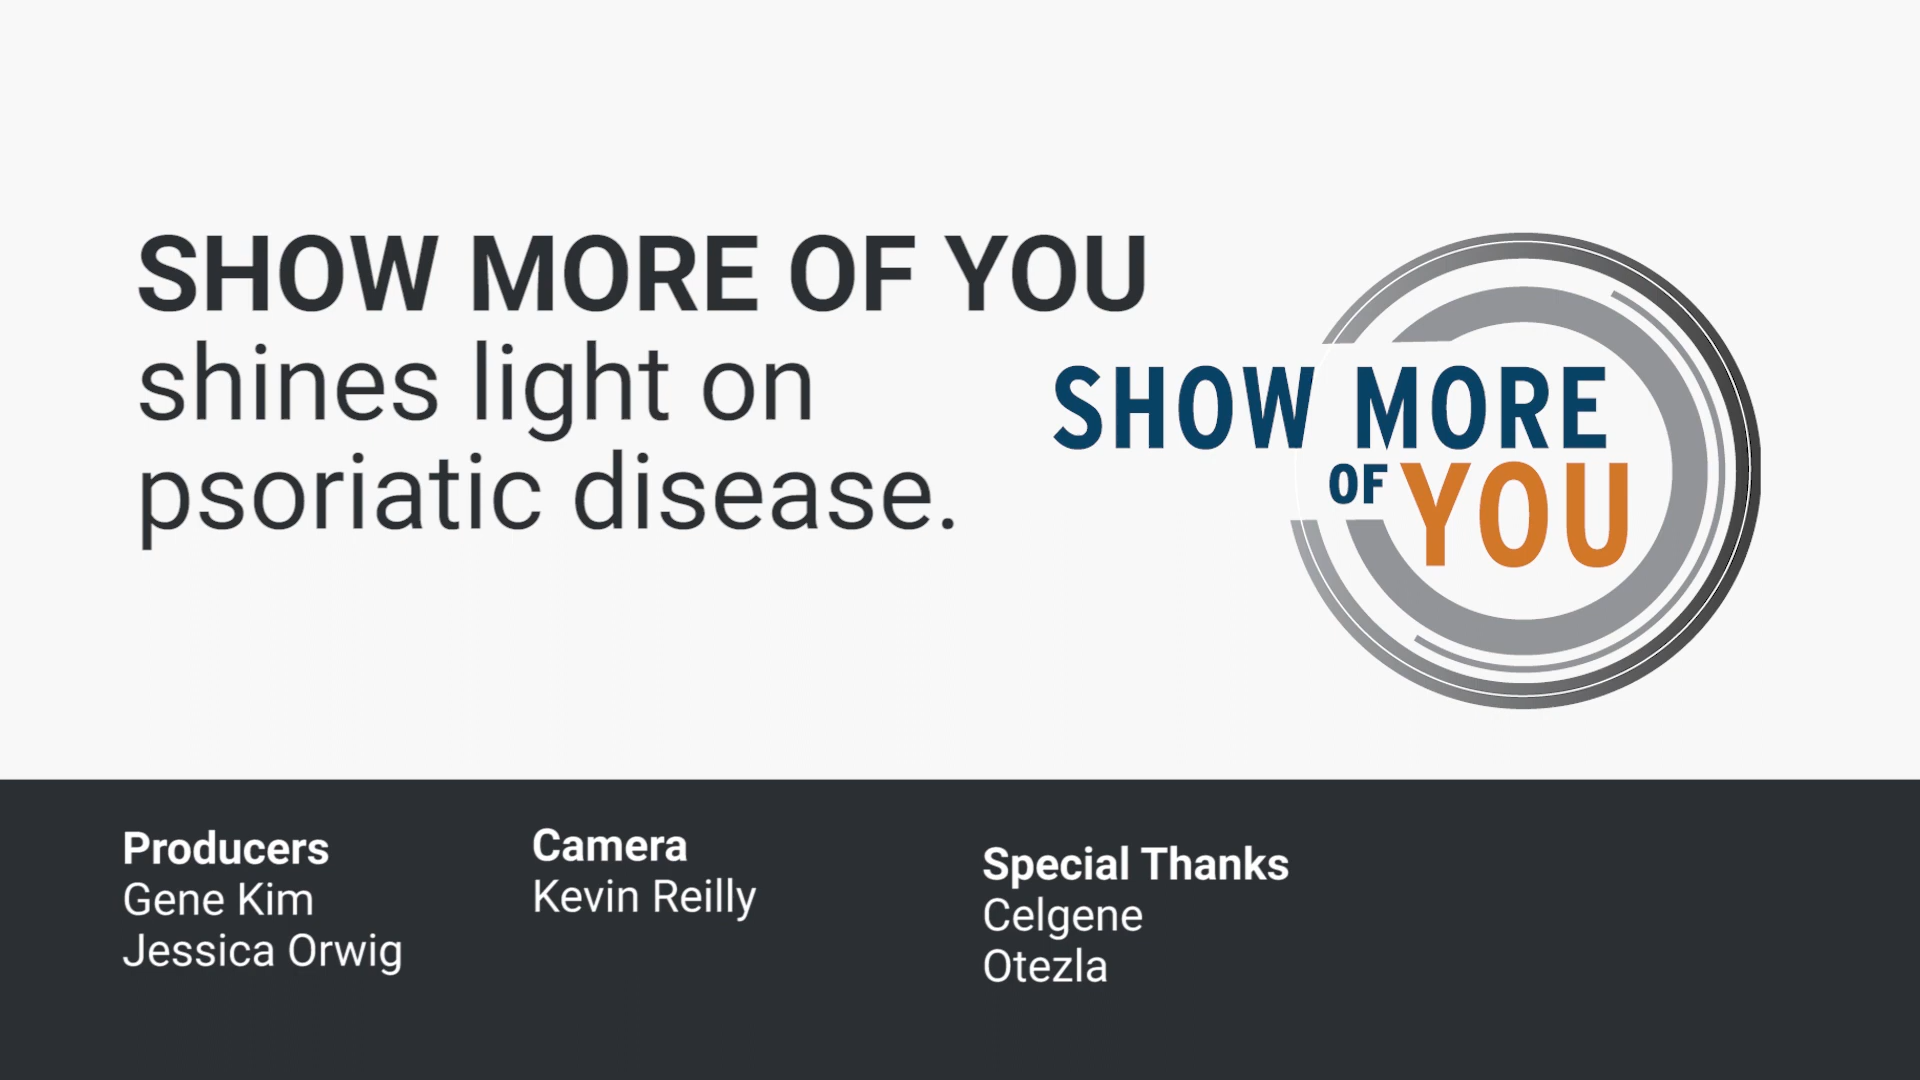 SHOW MORE OF YOU
shines light on
psoriatic disease.
SHOW MORE
OF YOU
Producers
Gene Kim
Jessica Orwig
Camera
Kevin Reilly
Special Thanks
Celgene
Otezla